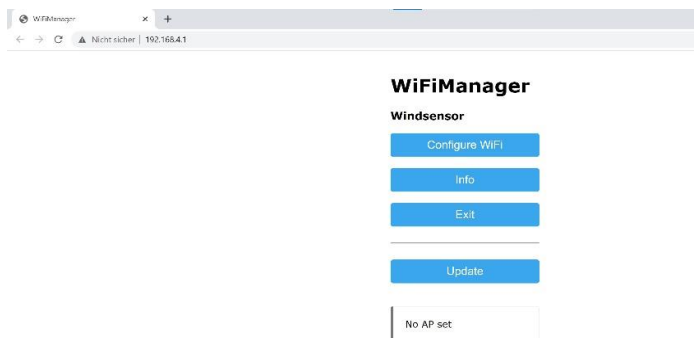 WiFiManager
Nicht sicher | 192.168.4.1
WiFiManager
Windsensor
Configure WiFi
Info
Exit
Update
No AP set